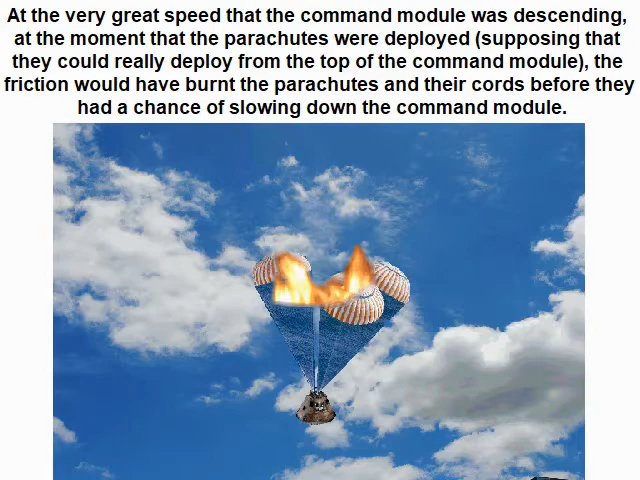 At the very great speed that the command module was descending,
at the moment that the parachutes were deployed (supposing that
they could really deploy from the top of the command module), the
friction would have burnt the parachutes and their cords before they
had a chance of slowing down the command module.